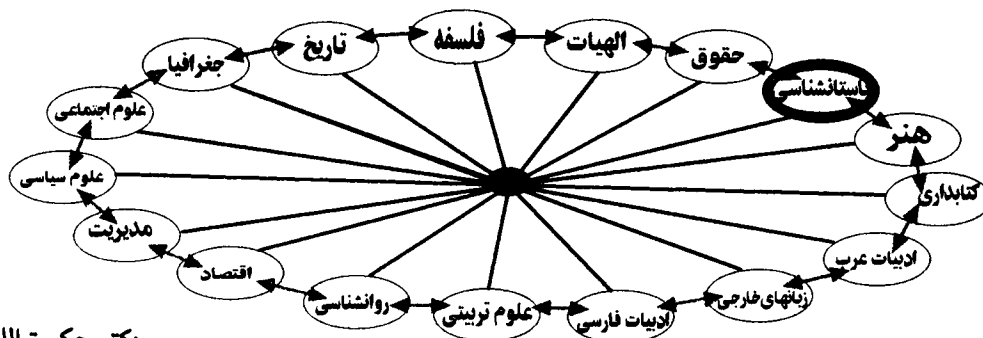 فلسفه
الهیات
حقوق
باستانشناسی
هنر
کتابداری
ادبیات عرب
زبانهای خارجی
ادبیات فارسی
علوم تربیتی
روانشناسی
اقتصاد
مدیریت
علوم سیاسی
علوم اجتماعی
جغرافیا
تاریخ